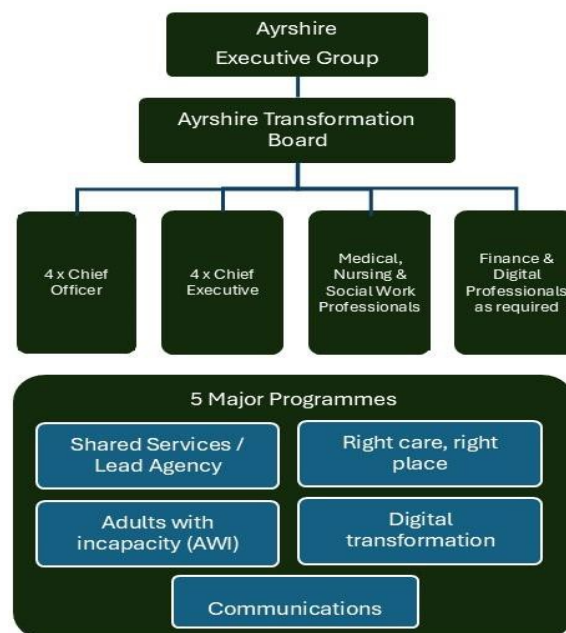 Ayrshire
Executive Group
Ayrshire Transformation
Board
4 x Chief
Officer
4 x Chief
Executive
Medical,
Nursing &
Social Work
Professionals
Finance &
Digital
Professionals
as required
5 Major Programmes
Shared Services /
Lead Agency
Right care, right
place
Adults with
incapacity (AWI)
Digital
transformation
Communications